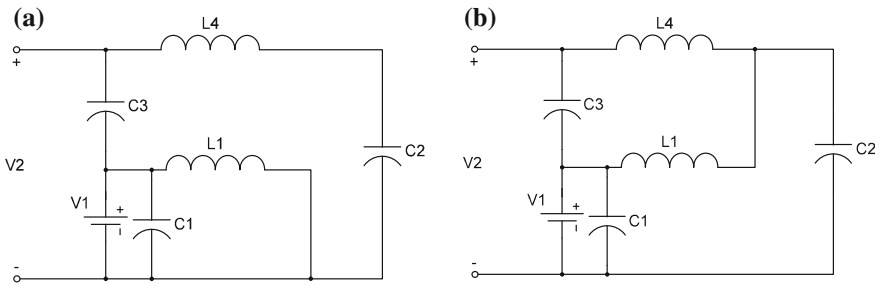 (a)
L4
+
C3
L1
V2
C2
V1
+
-
C1
-
(b)
L4
+
C3
L1
V2
C2
V1
+
-
C1
-